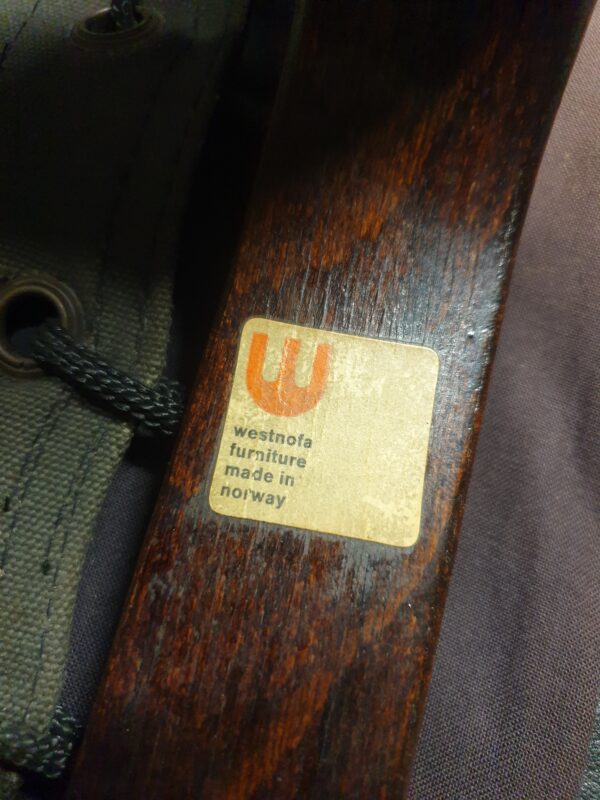 westnofa
furniture
made in
norway